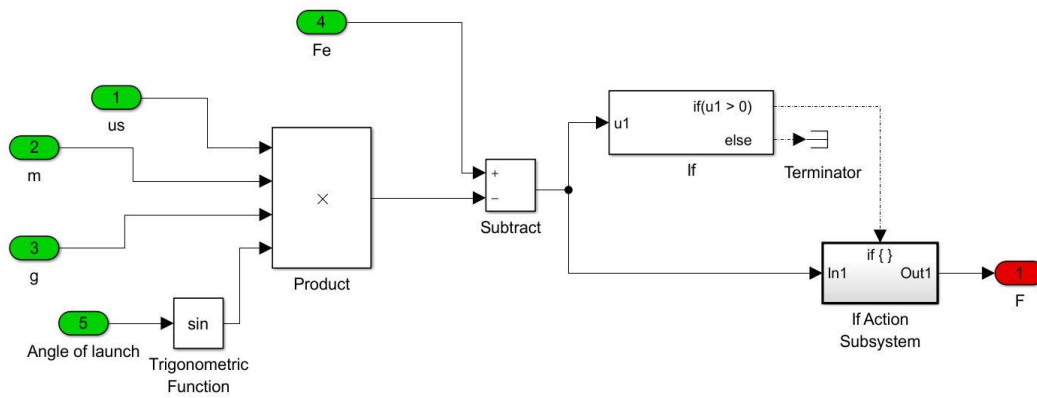 4
Fe
1
us
2
m
3
g
5
Angle of launch
sin
Trigonometric
Function
×
Product
+
−
Subtract
u1
if(u1 > 0)
else
If
Terminator
if { }
In1
Out1
If Action
Subsystem
1
F